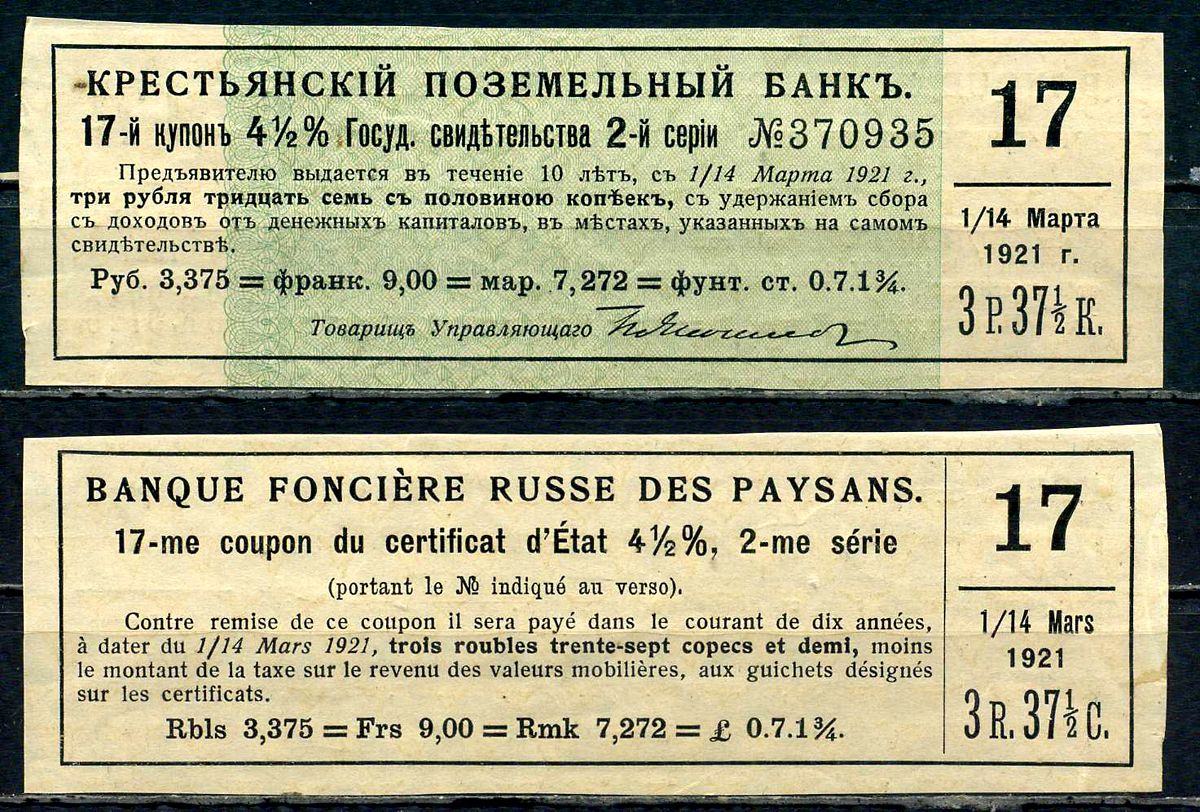 КРЕСТЬЯНСКІЙ ПОЗЕМЕЛЬНЫЙ БАНКЪ.
17-й купонъ 4½% Госуд. свидѣтельства 2-й серіи №370935
Предъявителю выдается въ теченіе 10 лѣтъ, съ 1/14 Марта 1921 г.,
три рубля тридцать семь съ половиною копѣекъ, съ удержаніемъ сбора
съ доходовъ отъ денежныхъ капиталовъ, въ мѣстахъ, указанныхъ на самомъ
свидѣтельствѣ.
Руб. 3,375 = франк. 9,00 = мар. 7,272 = фунт. ст. 0.7.1¾.
Товарищъ Управляющаго
17
1/14 Марта
1921 г.
3 Р. 37½ К.
BANQUE FONCIÈRE RUSSE DES PAYSANS.
17-me coupon du certificat d'État 4½%, 2-me série
(portant le № indiqué au verso).
Contre remise de ce coupon il sera payé dans le courant de dix années,
à dater du 1/14 Mars 1921, trois roubles trente-sept copecs et demi, moins
le montant de la taxe sur le revenu des valeurs mobilières, aux guichets désignés
sur les certificats.
Rbls 3,375 = Frs 9,00 = Rmk 7,272 = £ 0.7.1¾.
17
1/14 Mars
1921
3 R. 37½ C.